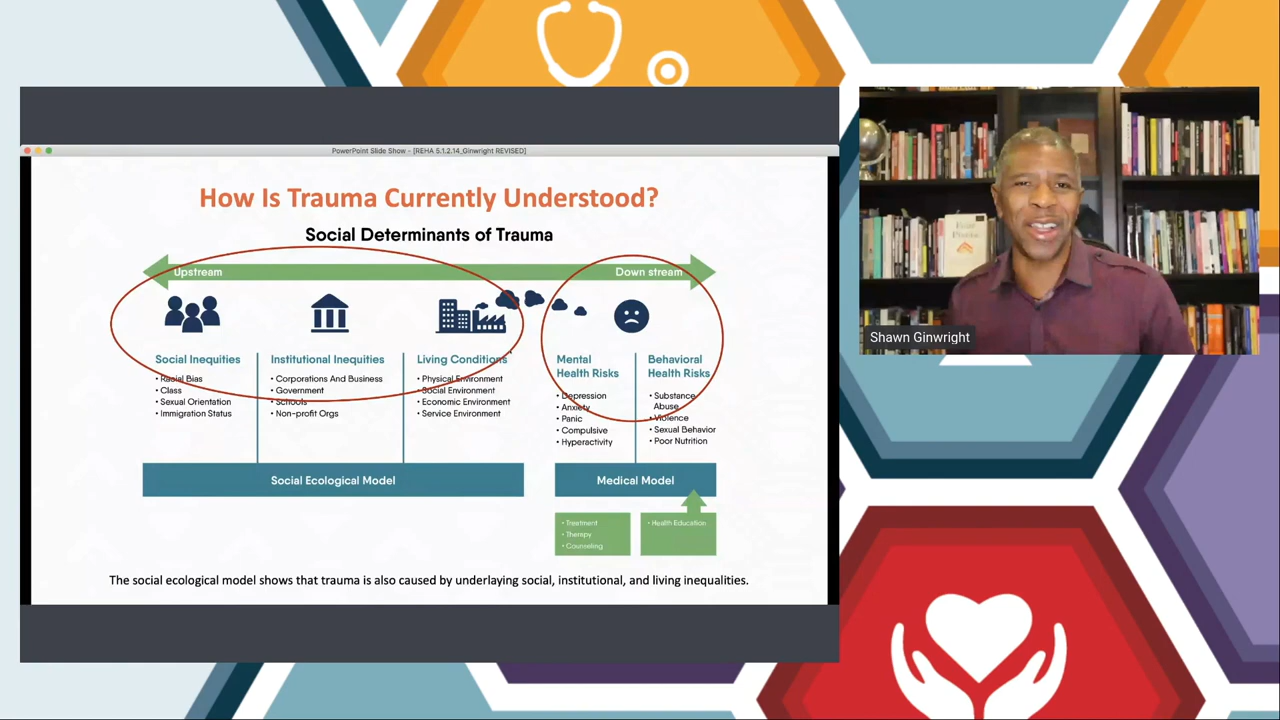 PowerPoint Slide Show - [REHA 5.1.2.14_Ginwright REVISED]
How Is Trauma Currently Understood?
Social Determinants of Trauma
Upstream
Down stream
Social Inequities
• Racial Bias
• Class
• Sexual Orientation
• Immigration Status
Institutional Inequities
• Corporations And Business
• Government
• Schools
• Non-profit Orgs
Living Conditions
• Physical Environment
• Social Environment
• Economic Environment
• Service Environment
Mental
Health Risks
• Depression
• Anxiety
• Panic
• Compulsive
• Hyperactivity
Behavioral
Health Risks
• Substance
Abuse
• Violence
• Sexual Behavior
• Poor Nutrition
Social Ecological Model
Medical Model
• Treatment
• Therapy
• Counseling
• Health Education
The social ecological model shows that trauma is also caused by underlaying social, institutional, and living inequalities.
Shawn Ginwright